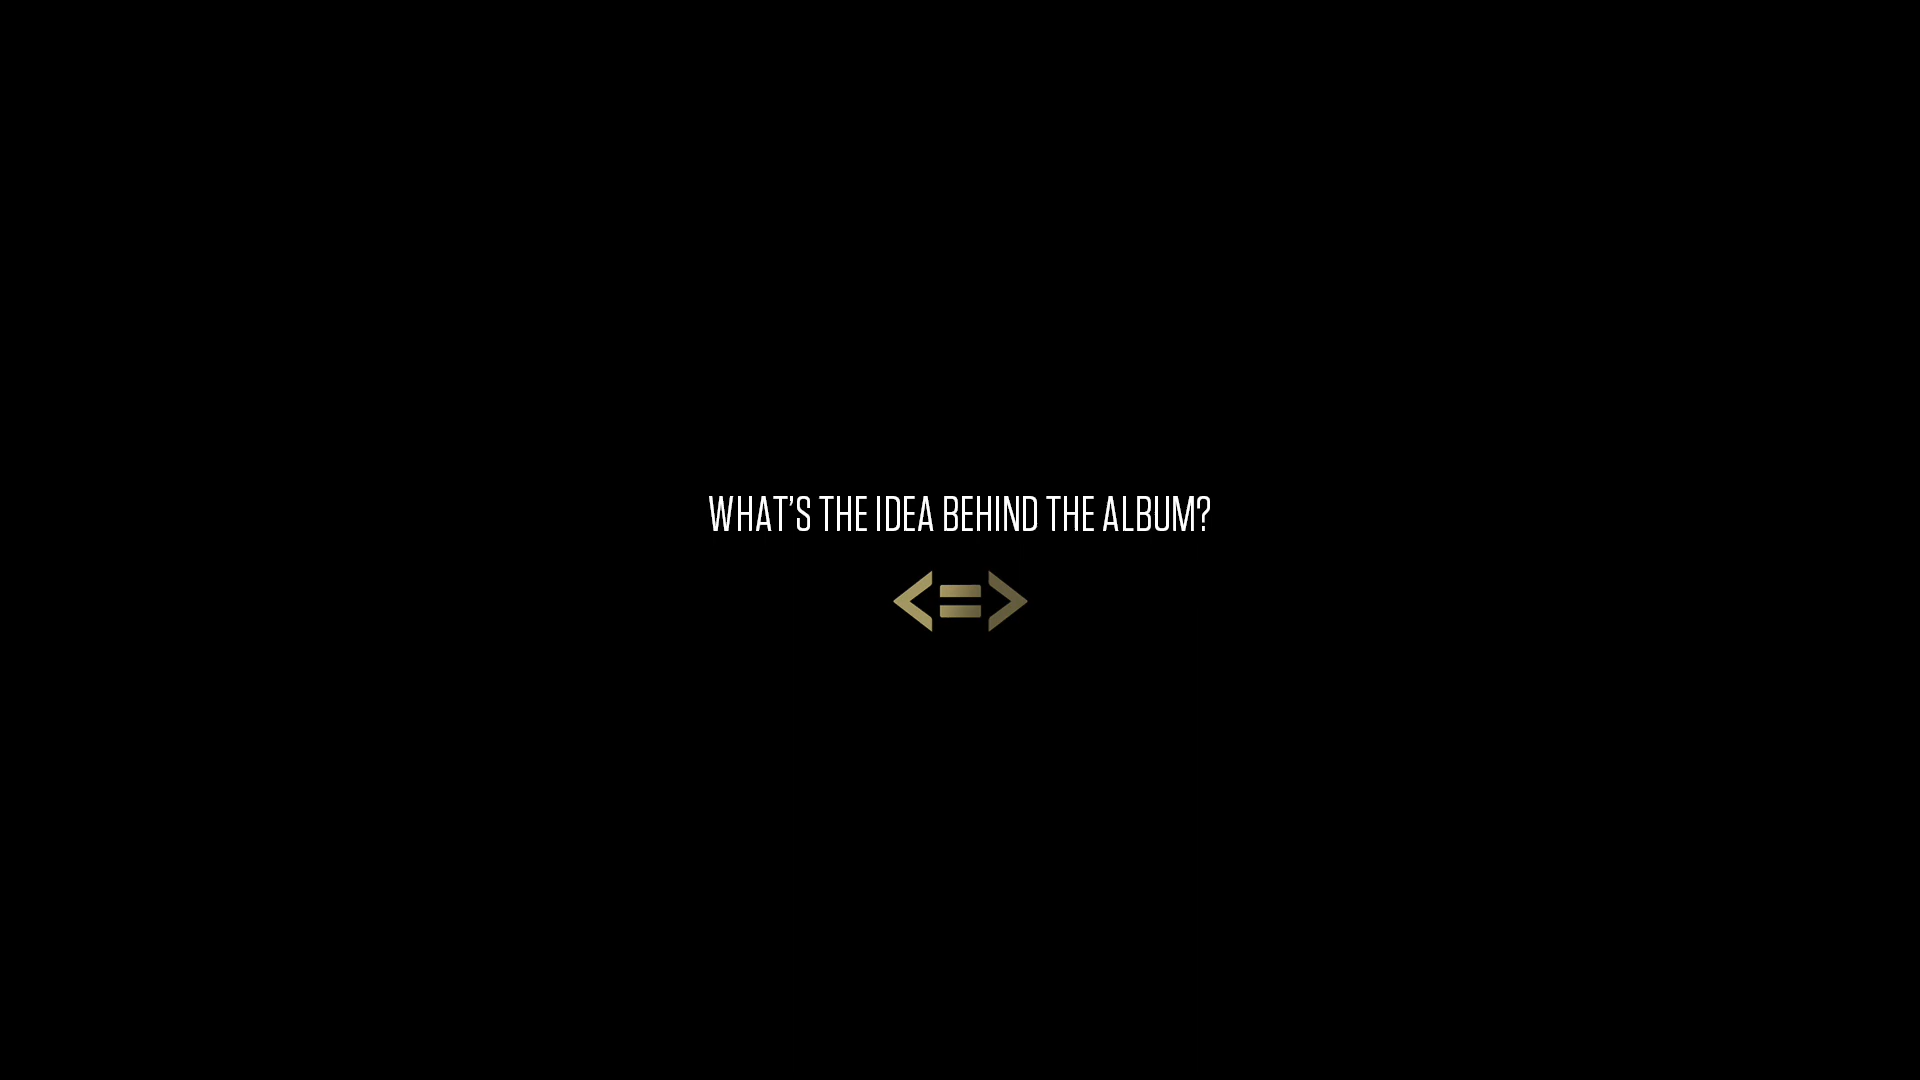 WHAT'S THE IDEA BEHIND THE ALBUM?
<=>